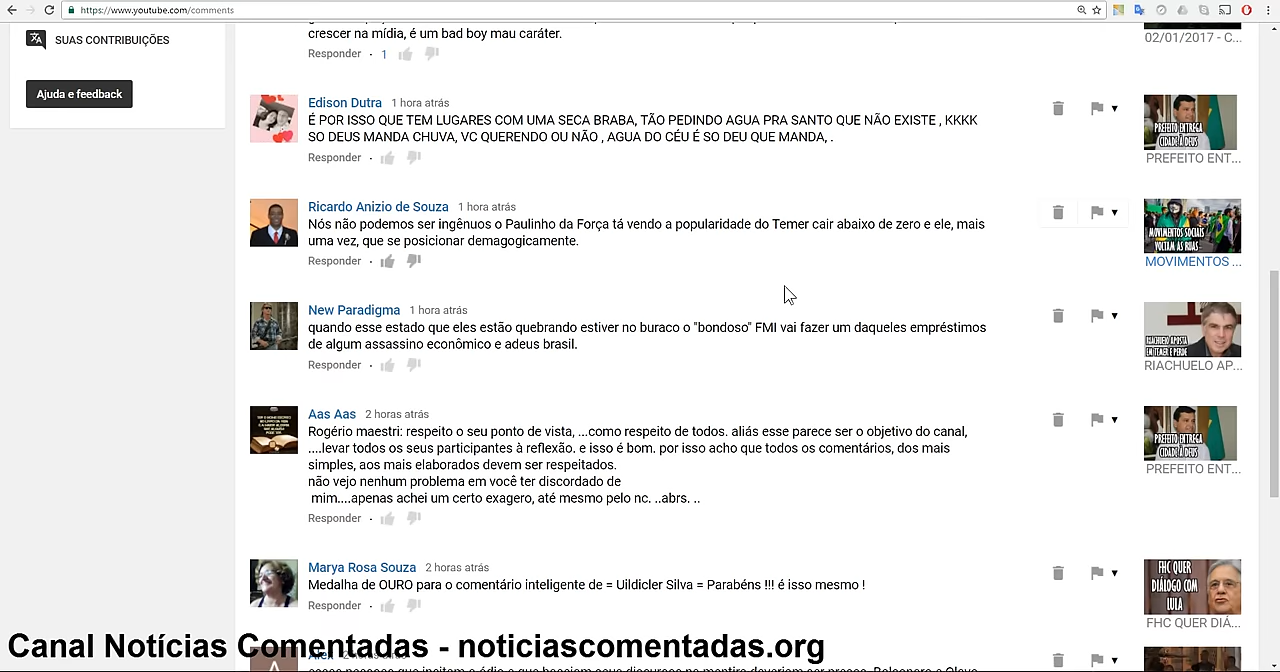 https://www.youtube.com/comments
SUAS CONTRIBUIÇÕES
Ajuda e feedback
crescer na mídia, é um bad boy mau caráter.
Responder · 1
02/01/2017 - C...
Edison Dutra 1 hora atrás
É POR ISSO QUE TEM LUGARES COM UMA SECA BRABA, TÃO PEDINDO AGUA PRA SANTO QUE NÃO EXISTE , KKKK
SO DEUS MANDA CHUVA, VC QUERENDO OU NÃO , AGUA DO CÉU É SO DEU QUE MANDA, .
Responder ·
PREFEITO ENTREGA
CIDADE À DEUS
PREFEITO ENT...
Ricardo Anizio de Souza 1 hora atrás
Nós não podemos ser ingênuos o Paulinho da Força tá vendo a popularidade do Temer cair abaixo de zero e ele, mais
uma vez, que se posicionar demagogicamente.
Responder ·
MOVIMENTOS SOCIAIS
VOLTAM ÀS RUAS
MOVIMENTOS ...
New Paradigma 1 hora atrás
quando esse estado que eles estão quebrando estiver no buraco o "bondoso" FMI vai fazer um daqueles empréstimos
de algum assassino econômico e adeus brasil.
Responder ·
RIACHUELO APOSTA
EM TEMER E PERDE
RIACHUELO AP...
Aas Aas 2 horas atrás
Rogério maestri: respeito o seu ponto de vista, ...como respeito de todos. aliás esse parece ser o objetivo do canal,
....levar todos os seus participantes à reflexão. e isso é bom. por isso acho que todos os comentários, dos mais
simples, aos mais elaborados devem ser respeitados.
não vejo nenhum problema em você ter discordado de
mim....apenas achei um certo exagero, até mesmo pelo nc. ..abrs. ..
Responder ·
PREFEITO ENTREGA
CIDADE À DEUS
PREFEITO ENT...
Marya Rosa Souza 2 horas atrás
Medalha de OURO para o comentário inteligente de = Uildicler Silva = Parabéns !!! é isso mesmo !
Responder ·
FHC QUER
DIÁLOGO COM
LULA
FHC QUER DIÁ...
Canal Notícias Comentadas - noticiascomentadas.org